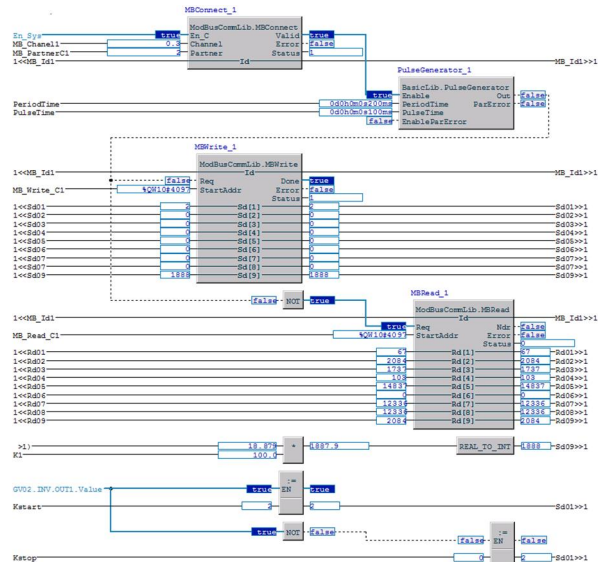 MBConnect_1
ModBusCommLib.MBConnect
En_Sys true En_C Valid true
MB_Chanel1 0.3 Channel Error false
MB_PartnerC1 2 Partner Status 1
1<<MB_Id1 Id MB_Id1>>1
PulseGenerator_1
BasicLib.PulseGenerator
true Enable Out false
PeriodTime 0d0h0m0s200ms PeriodTime ParError false
PulseTime 0d0h0m0s100ms PulseTime
false EnableParError
MBWrite_1
ModBusCommLib.MBWrite
1<<MB_Id1 Id MB_Id1>>1
false Req Done true
MB_Write_C1 %QW10#4097 StartAddr Error false
Status 1
1<<Sd01 2 Sd[1] 2 Sd01>>1
1<<Sd02 0 Sd[2] 0 Sd02>>1
1<<Sd03 0 Sd[3] 0 Sd03>>1
1<<Sd04 0 Sd[4] 0 Sd04>>1
1<<Sd05 0 Sd[5] 0 Sd05>>1
1<<Sd06 0 Sd[6] 0 Sd06>>1
1<<Sd07 0 Sd[7] 0 Sd07>>1
1<<Sd07 0 Sd[8] 0 Sd07>>1
1<<Sd09 1888 Sd[9] 1888 Sd09>>1
false NOT true MBRead_1
ModBusCommLib.MBRead
1<<MB_Id1 Id MB_Id1>>1
true Req Ndr false
MB_Read_C1 %QW10#4097 StartAddr Error false
Status 0
1<<Rd01 67 Rd[1] 67 Rd01>>1
1<<Rd02 2084 Rd[2] 2084 Rd02>>1
1<<Rd03 1737 Rd[3] 1737 Rd03>>1
1<<Rd04 103 Rd[4] 103 Rd04>>1
1<<Rd05 14837 Rd[5] 14837 Rd05>>1
1<<Rd06 0 Rd[6] 0 Rd06>>1
1<<Rd07 12336 Rd[7] 12336 Rd07>>1
1<<Rd08 12336 Rd[8] 12336 Rd08>>1
1<<Rd09 2084 Rd[9] 2084 Rd09>>1
>1) 18.879 * 1887.9 REAL_TO_INT 1888 Sd09>>1
K1 100.0
:=
GV02.INV.OUT1.Value true EN true
Kstart 2 2 Sd01>>1
true NOT false
:=
false EN false
Kstop 0 2 Sd01>>1